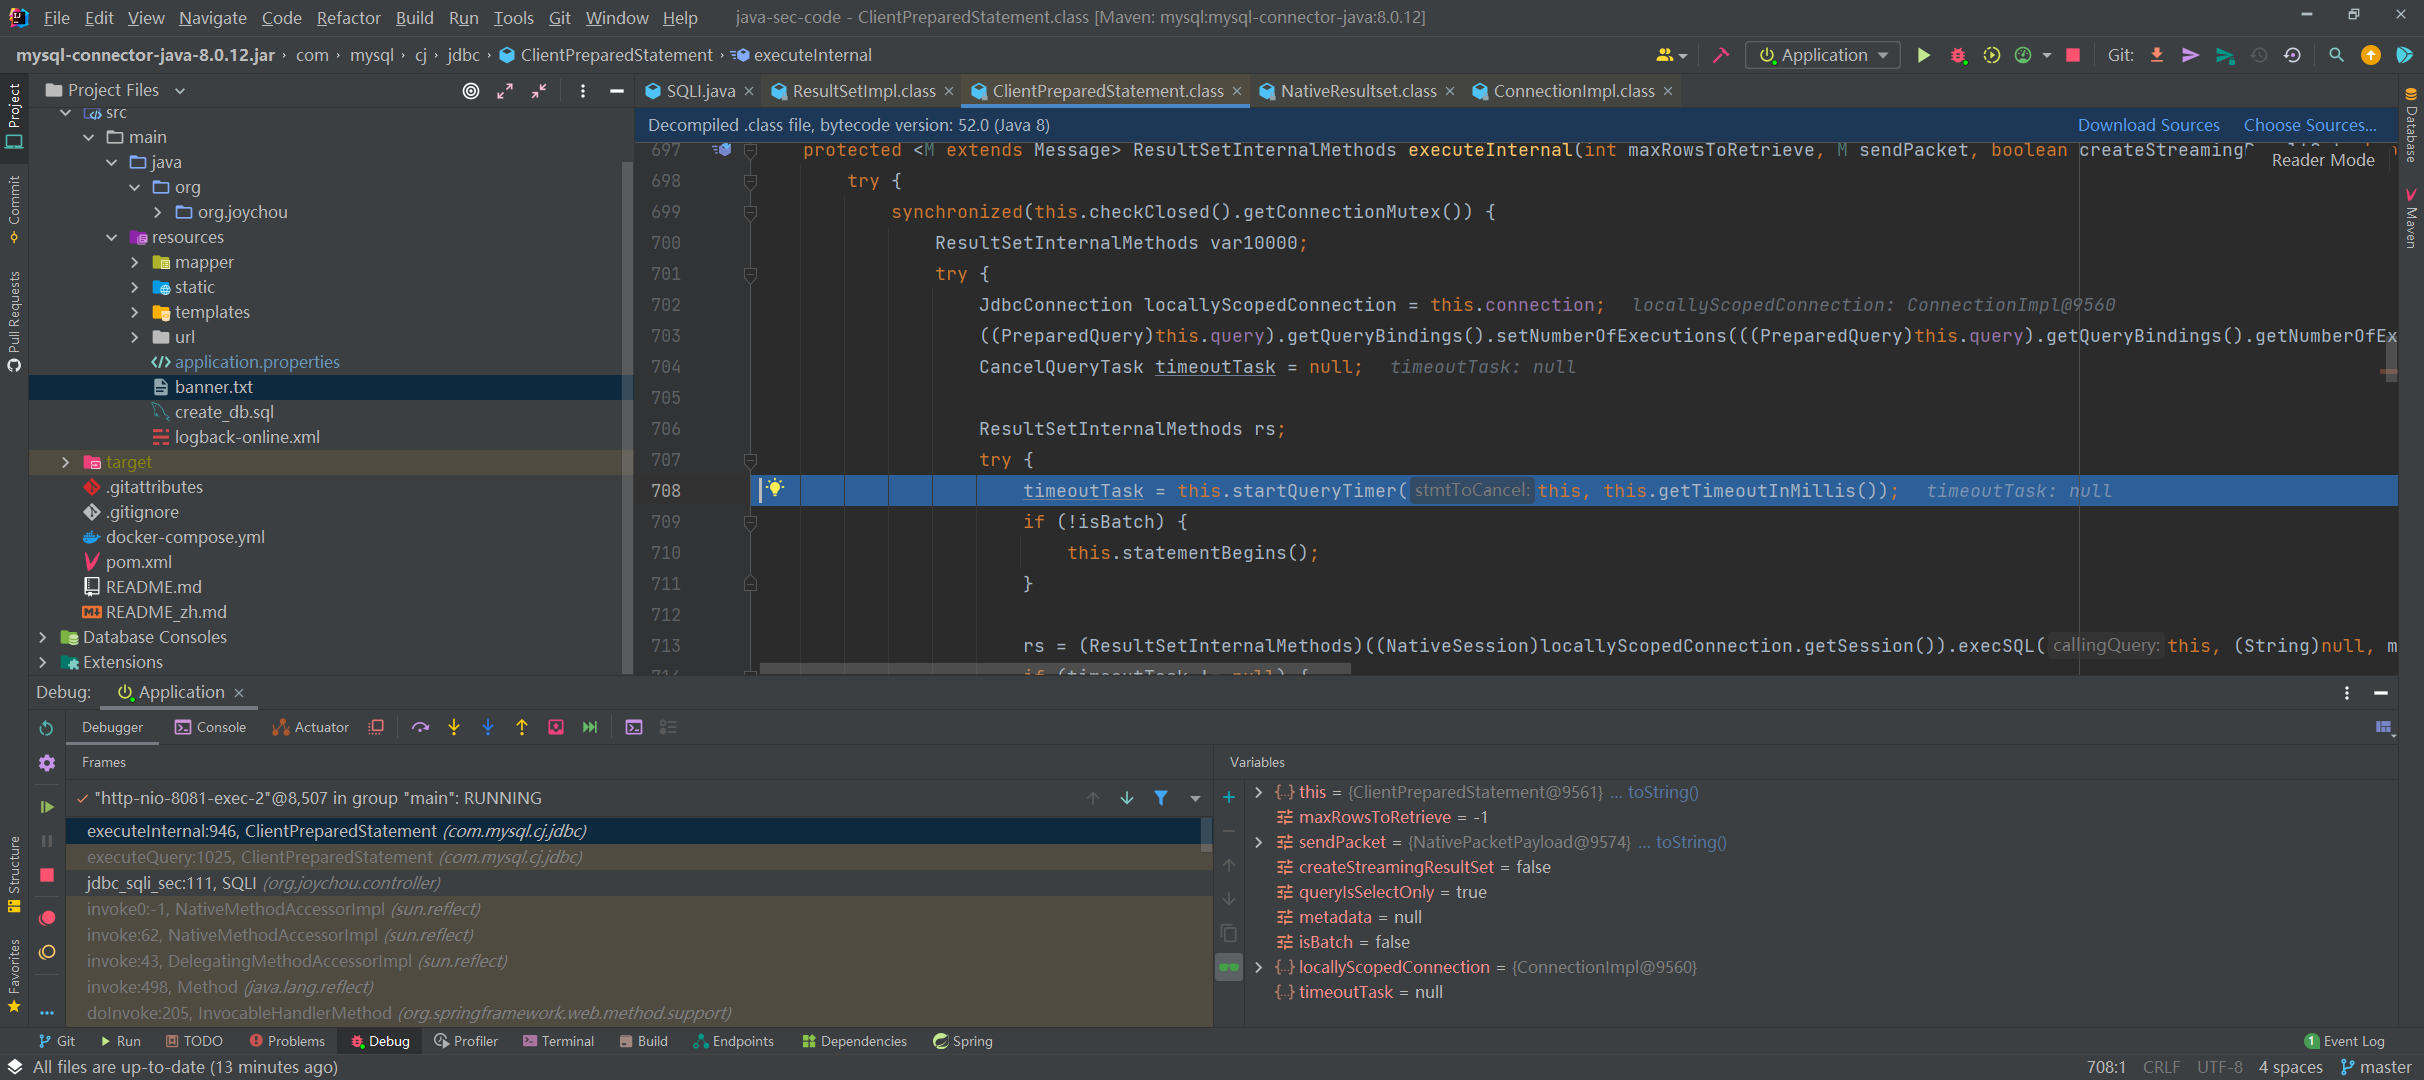 File Edit View Navigate Code Refactor Build Run Tools Git Window Help java-sec-code - ClientPreparedStatement.class [Maven: mysql:mysql-connector-java:8.0.12]
mysql-connector-java-8.0.12.jar › com › mysql › cj › jdbc › ClientPreparedStatement › executeInternal Application Git:
Project
Commit
Pull Requests
Structure
Favorites
Project Files
src
main
java
org
org.joychou
resources
mapper
static
templates
url
application.properties
banner.txt
create_db.sql
logback-online.xml
target
.gitattributes
.gitignore
docker-compose.yml
pom.xml
README.md
README_zh.md
Database Consoles
Extensions
SQLI.java ResultSetImpl.class ClientPreparedStatement.class NativeResultset.class ConnectionImpl.class
Decompiled .class file, bytecode version: 52.0 (Java 8) Download Sources Choose Sources...
Reader Mode
697 protected <M extends Message> ResultSetInternalMethods executeInternal(int maxRowsToRetrieve, M sendPacket, boolean
698 try {
699 synchronized(this.checkClosed().getConnectionMutex()) {
700 ResultSetInternalMethods var10000;
701 try {
702 JdbcConnection locallyScopedConnection = this.connection; locallyScopedConnection: ConnectionImpl@9560
703 ((PreparedQuery)this.query).getQueryBindings().setNumberOfExecutions(((PreparedQuery)this.query).getQueryBindings().getNumberOfEx
704 CancelQueryTask timeoutTask = null; timeoutTask: null
705
706 ResultSetInternalMethods rs;
707 try {
708 timeoutTask = this.startQueryTimer( stmtToCancel: this, this.getTimeoutInMillis()); timeoutTask: null
709 if (!isBatch) {
710 this.statementBegins();
711 }
712
713 rs = (ResultSetInternalMethods)((NativeSession)locallyScopedConnection.getSession()).execSQL( callingQuery: this, (String)null, m
Database
Maven
Debug: Application
Debugger Console Actuator
Frames
"http-nio-8081-exec-2"@8,507 in group "main": RUNNING
executeInternal:946, ClientPreparedStatement (com.mysql.cj.jdbc)
executeQuery:1025, ClientPreparedStatement (com.mysql.cj.jdbc)
jdbc_sqli_sec:111, SQLI (org.joychou.controller)
invoke0:-1, NativeMethodAccessorImpl (sun.reflect)
invoke:62, NativeMethodAccessorImpl (sun.reflect)
invoke:43, DelegatingMethodAccessorImpl (sun.reflect)
invoke:498, Method (java.lang.reflect)
doInvoke:205, InvocableHandlerMethod (org.springframework.web.method.support)
Variables
this = {ClientPreparedStatement@9561} ... toString()
maxRowsToRetrieve = -1
sendPacket = {NativePacketPayload@9574} ... toString()
createStreamingResultSet = false
queryIsSelectOnly = true
metadata = null
isBatch = false
locallyScopedConnection = {ConnectionImpl@9560}
timeoutTask = null
Git Run TODO Problems Debug Profiler Terminal Build Endpoints Dependencies Spring 1 Event Log
All files are up-to-date (13 minutes ago) 708:1 CRLF UTF-8 4 spaces master